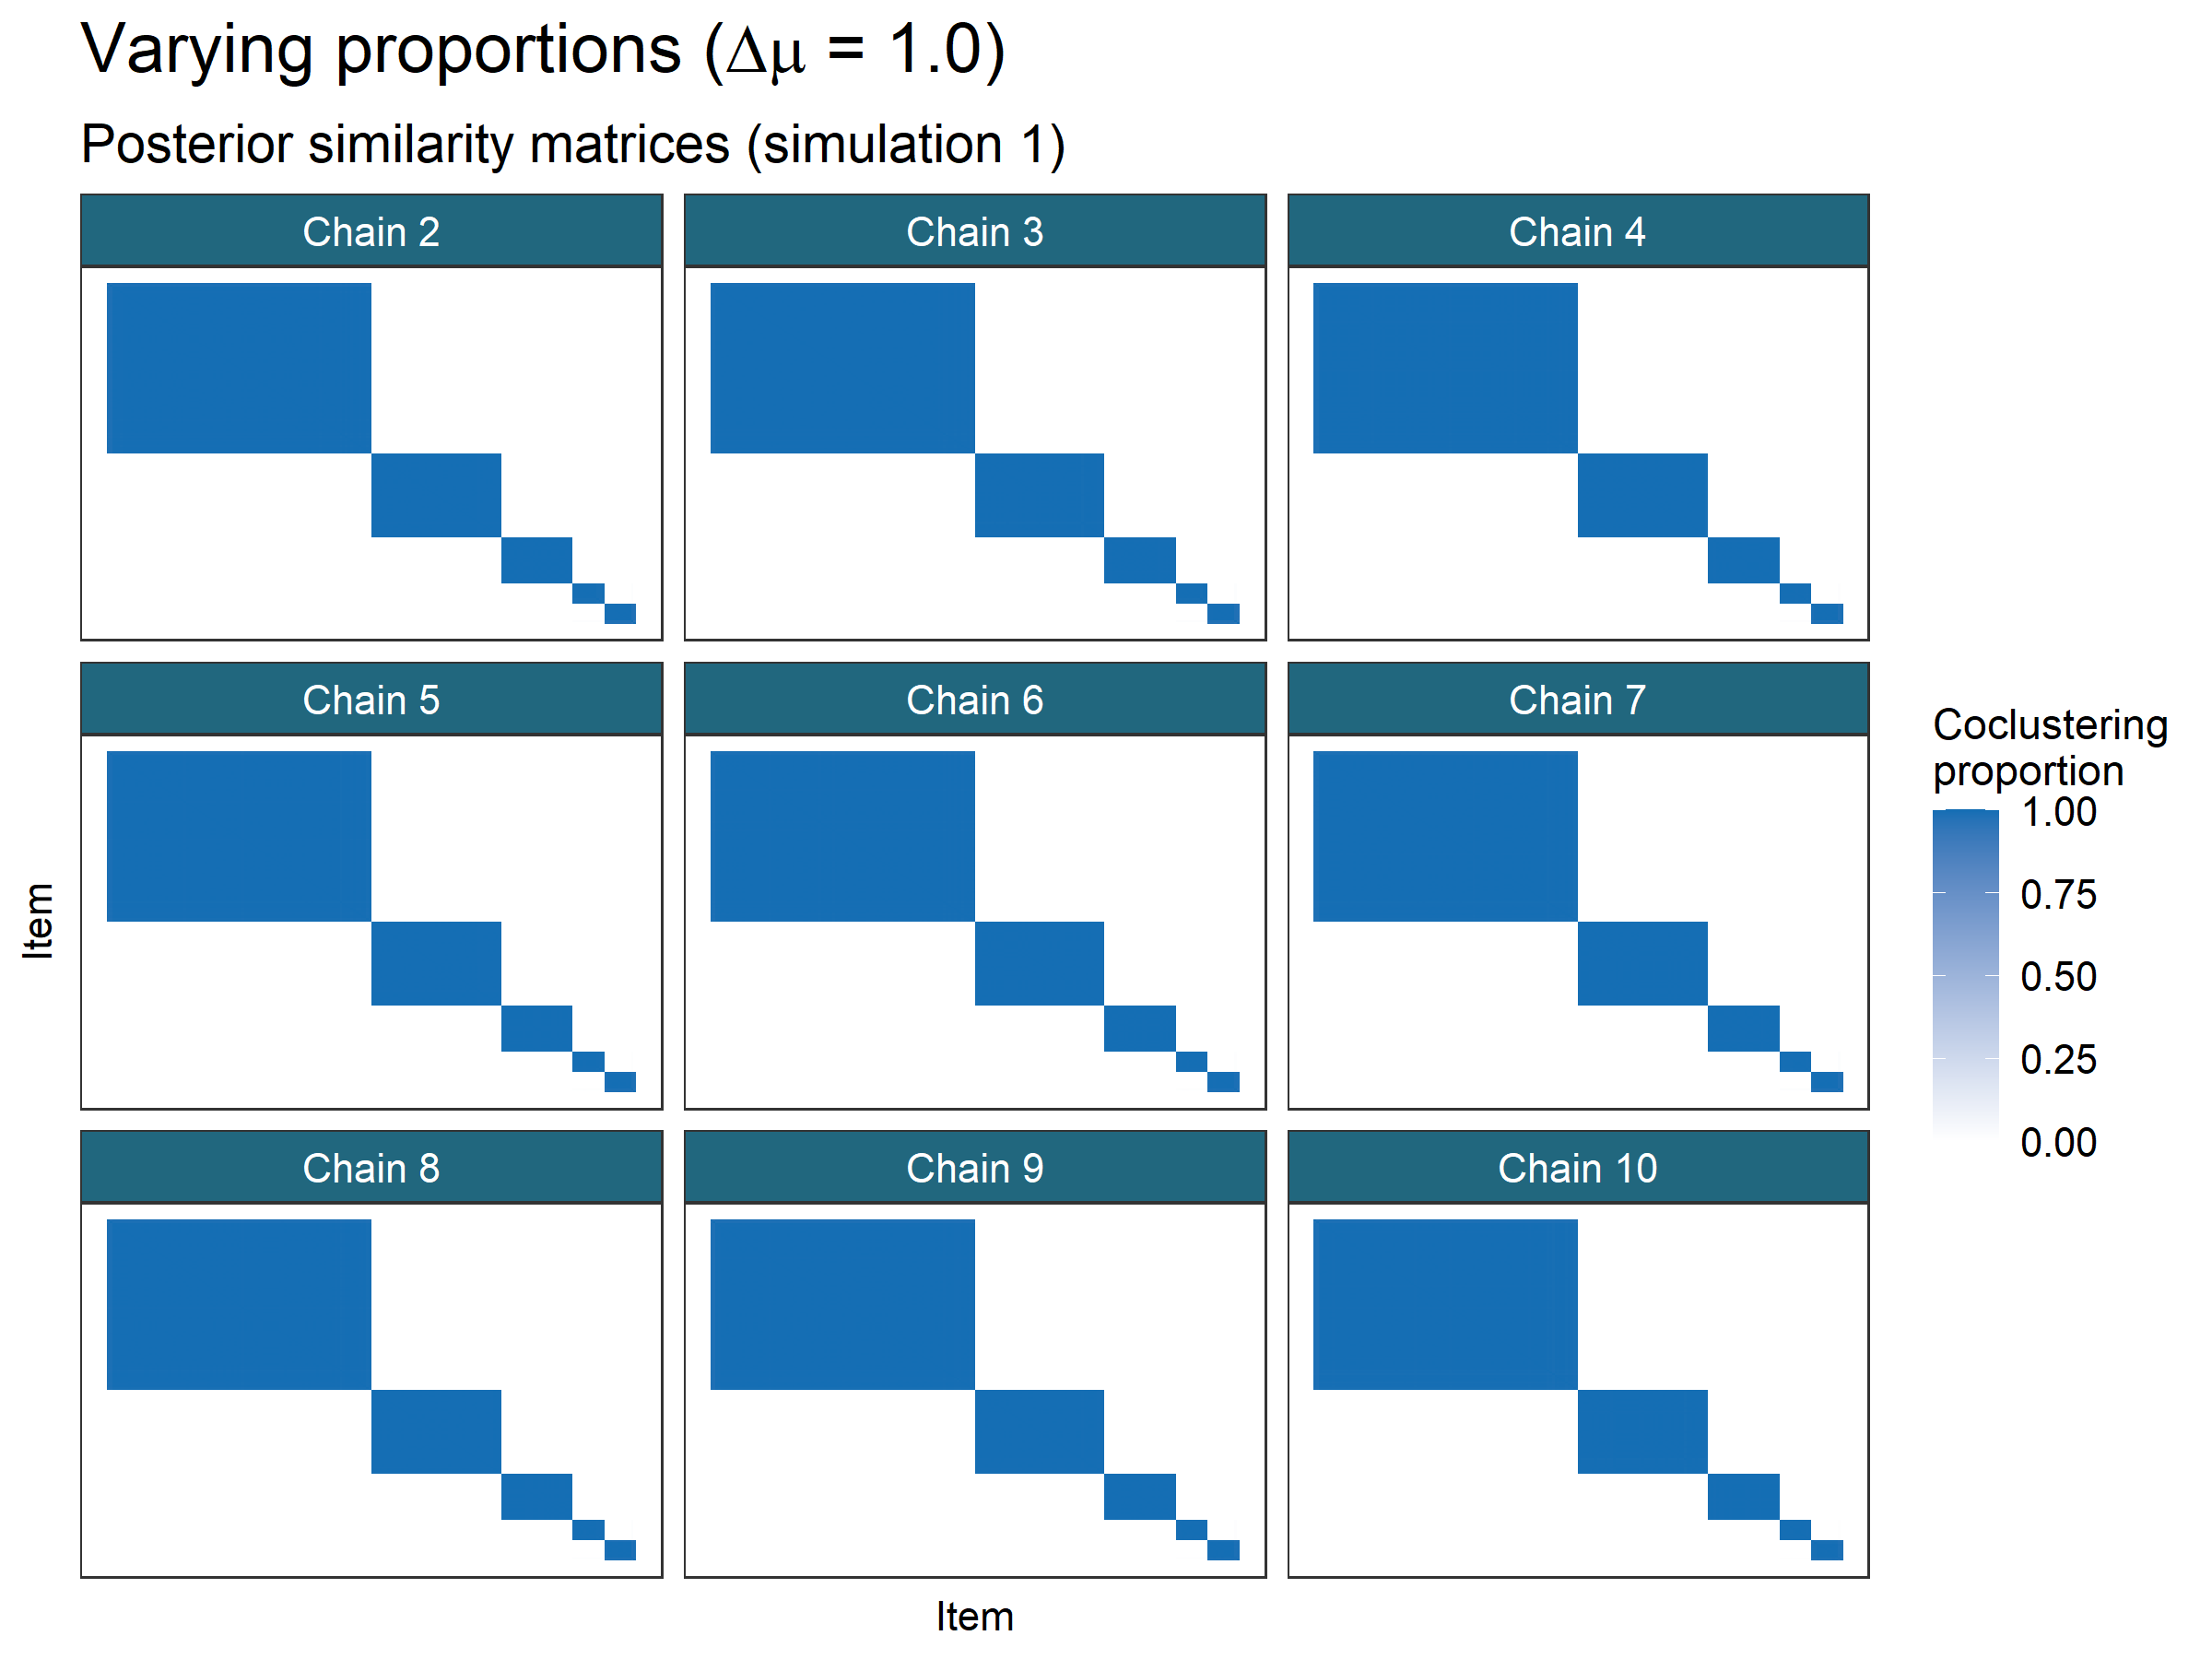 Varying proportions (Δμ = 1.0)
Posterior similarity matrices (simulation 1)
Chain 2
Chain 3
Chain 4
Chain 5
Chain 6
Chain 7
Chain 8
Chain 9
Chain 10
Item
Item
Coclustering
proportion
1.00
0.75
0.50
0.25
0.00